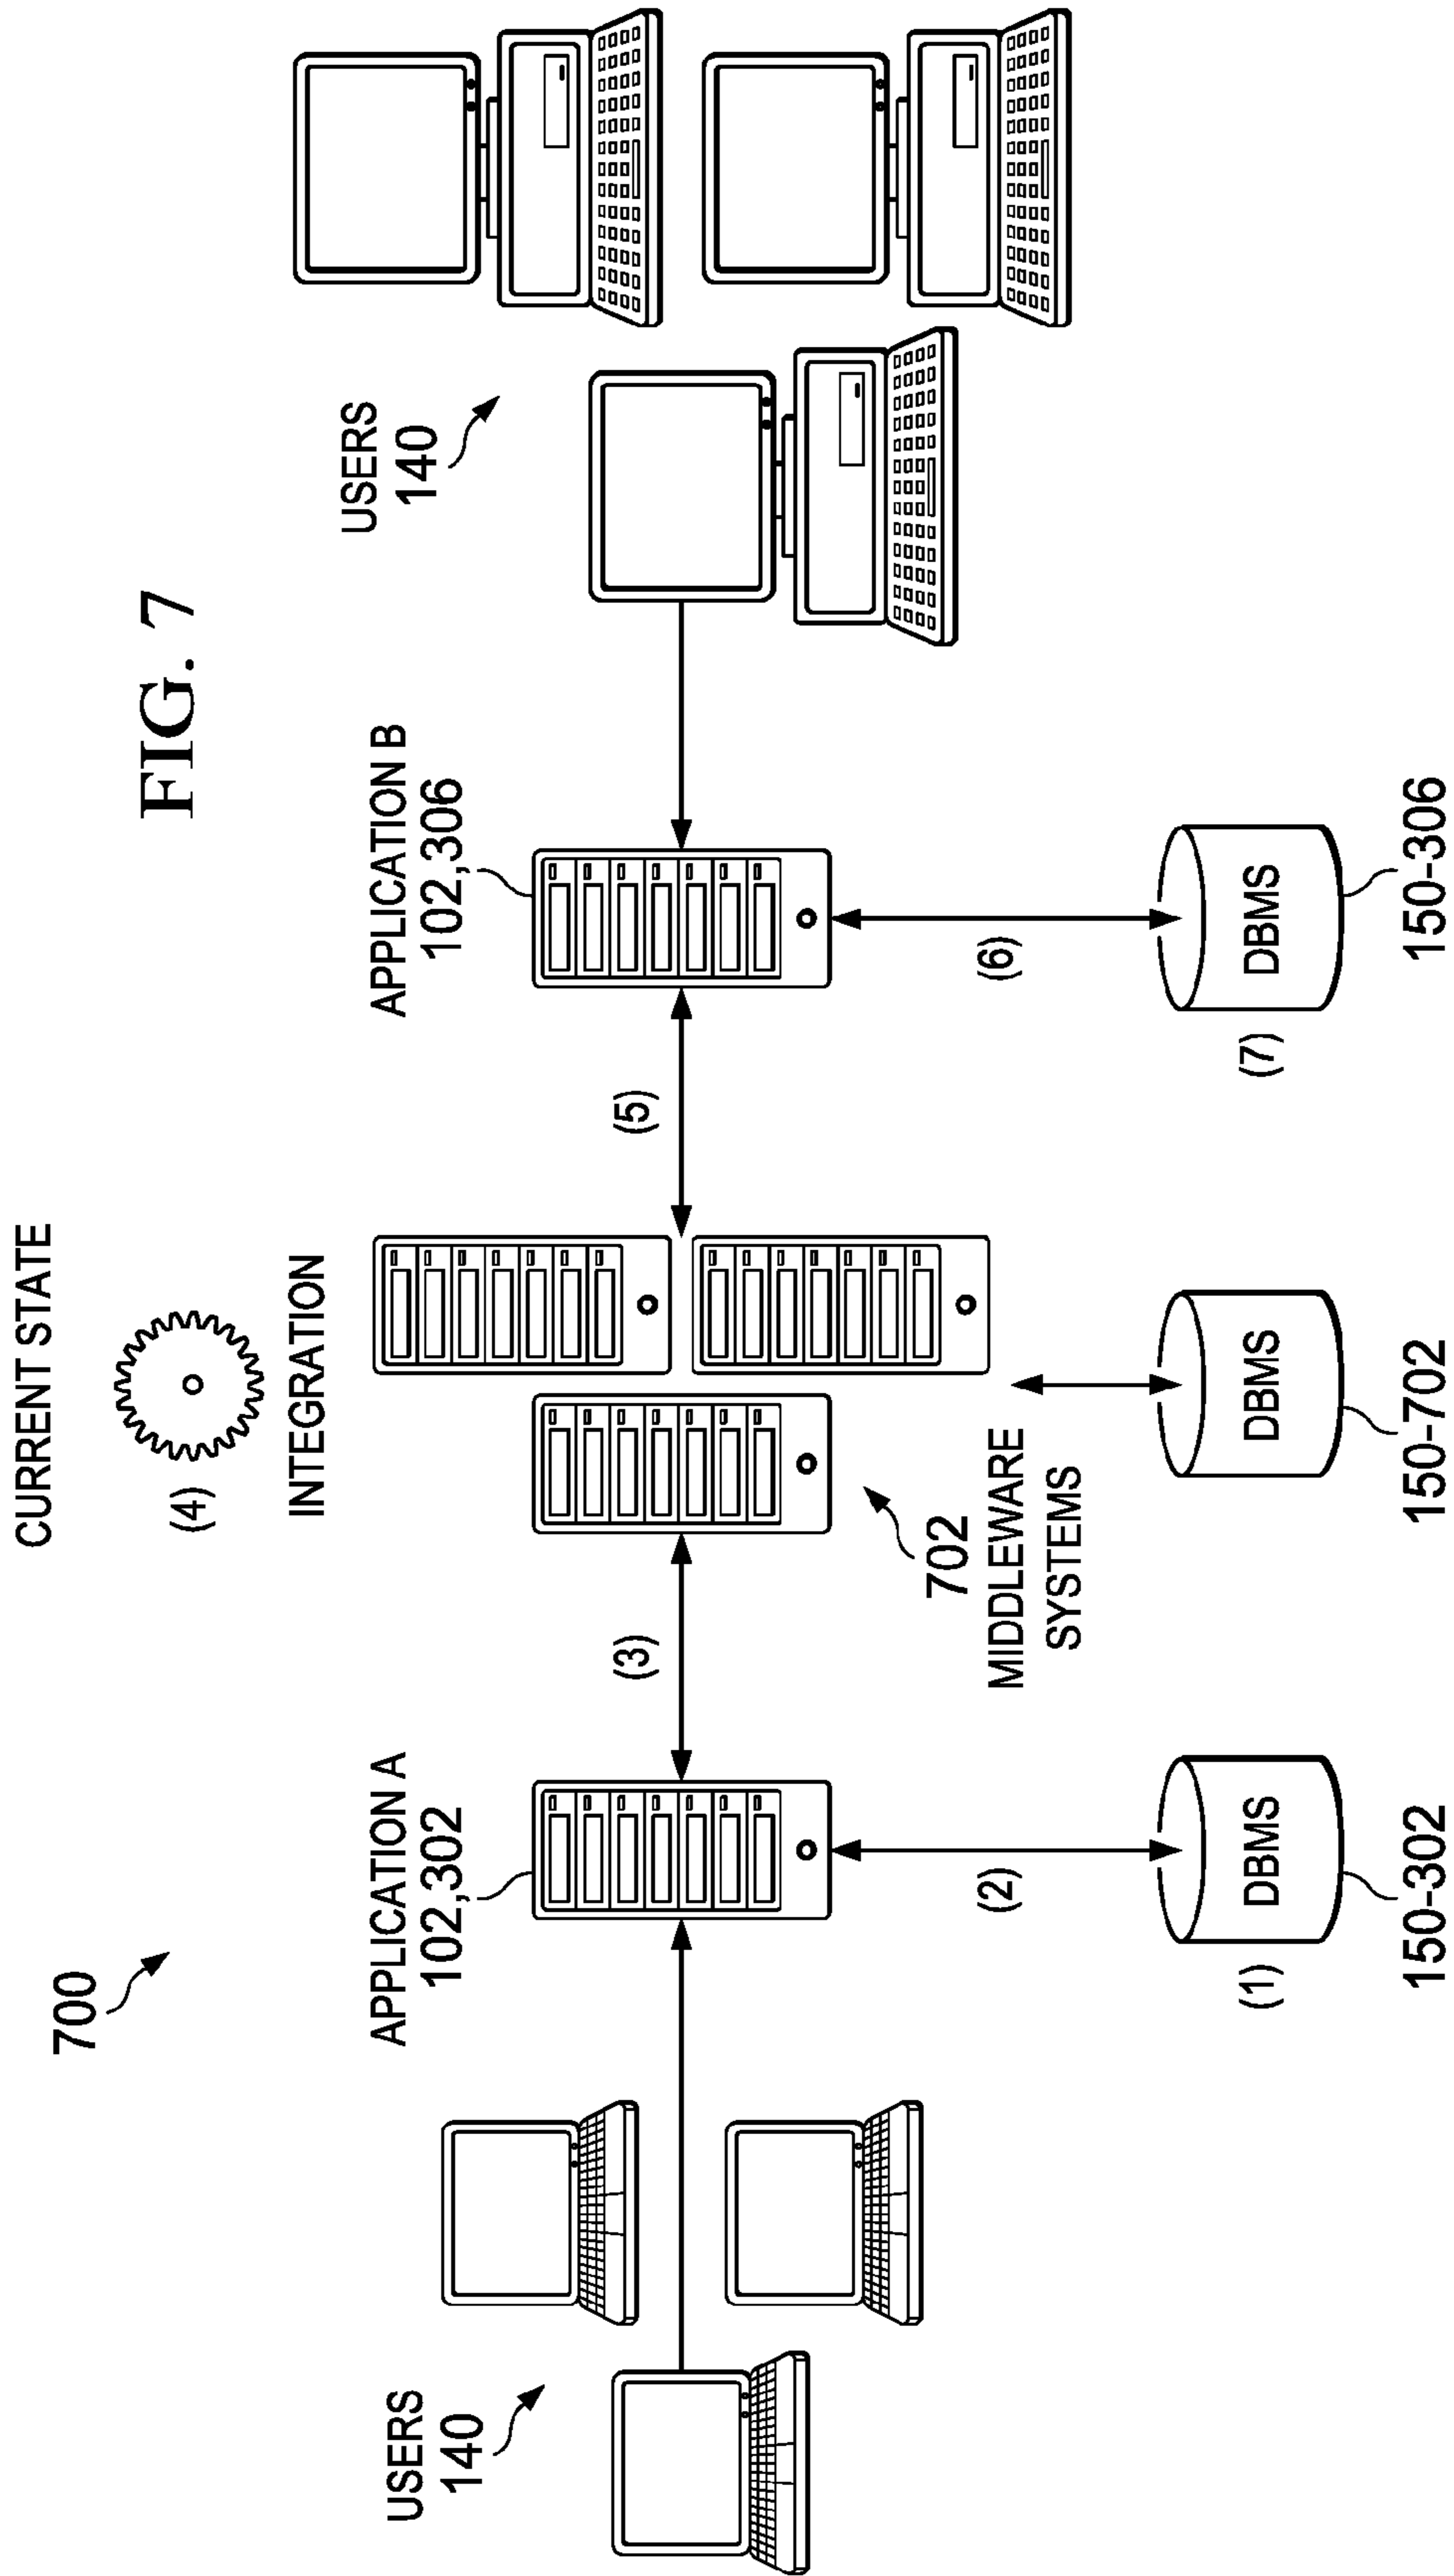 FIG. 7
700
CURRENT STATE
(4)
INTEGRATION
USERS
140
APPLICATION A
102,302
(3)
702
MIDDLEWARE
SYSTEMS
(5)
APPLICATION B
102,306
USERS
140
(2)
(6)
(1)
DBMS
150-302
DBMS
150-702
(7)
DBMS
150-306